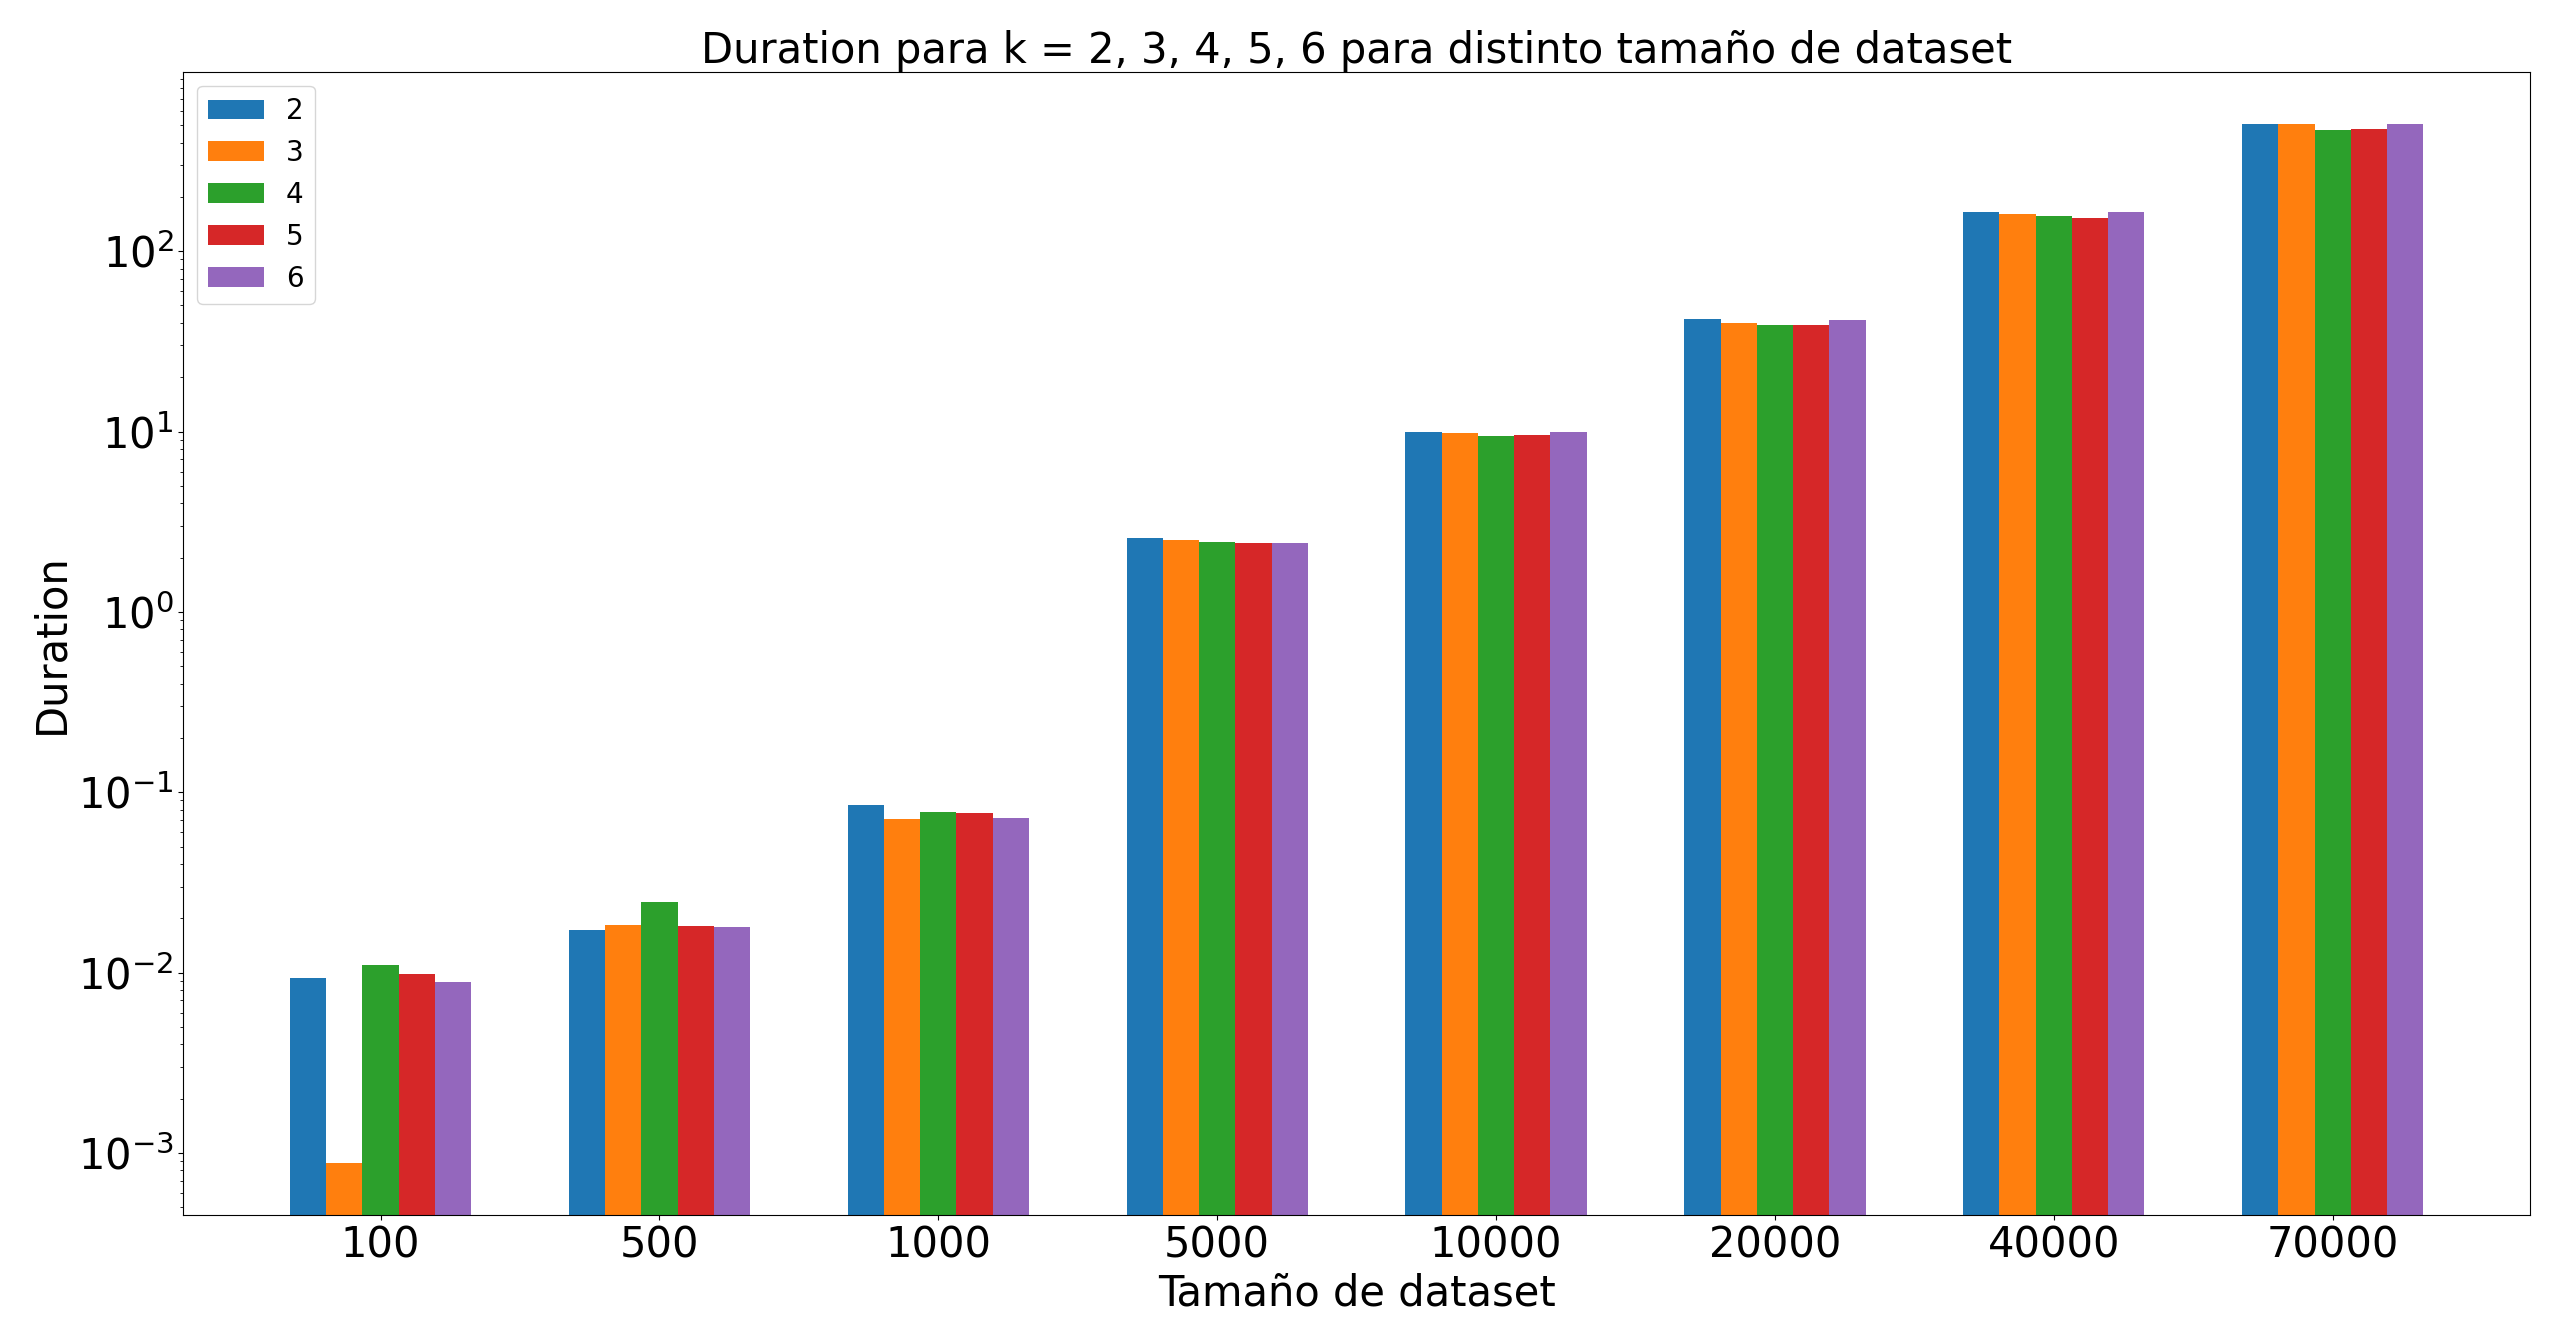 Duration para k = 2, 3, 4, 5, 6 para distinto tamaño de dataset
2
3
4
5
6
10²
10¹
10⁰
10⁻¹
10⁻²
10⁻³
Duration
100 500 1000 5000 10000 20000 40000 70000
Tamaño de dataset